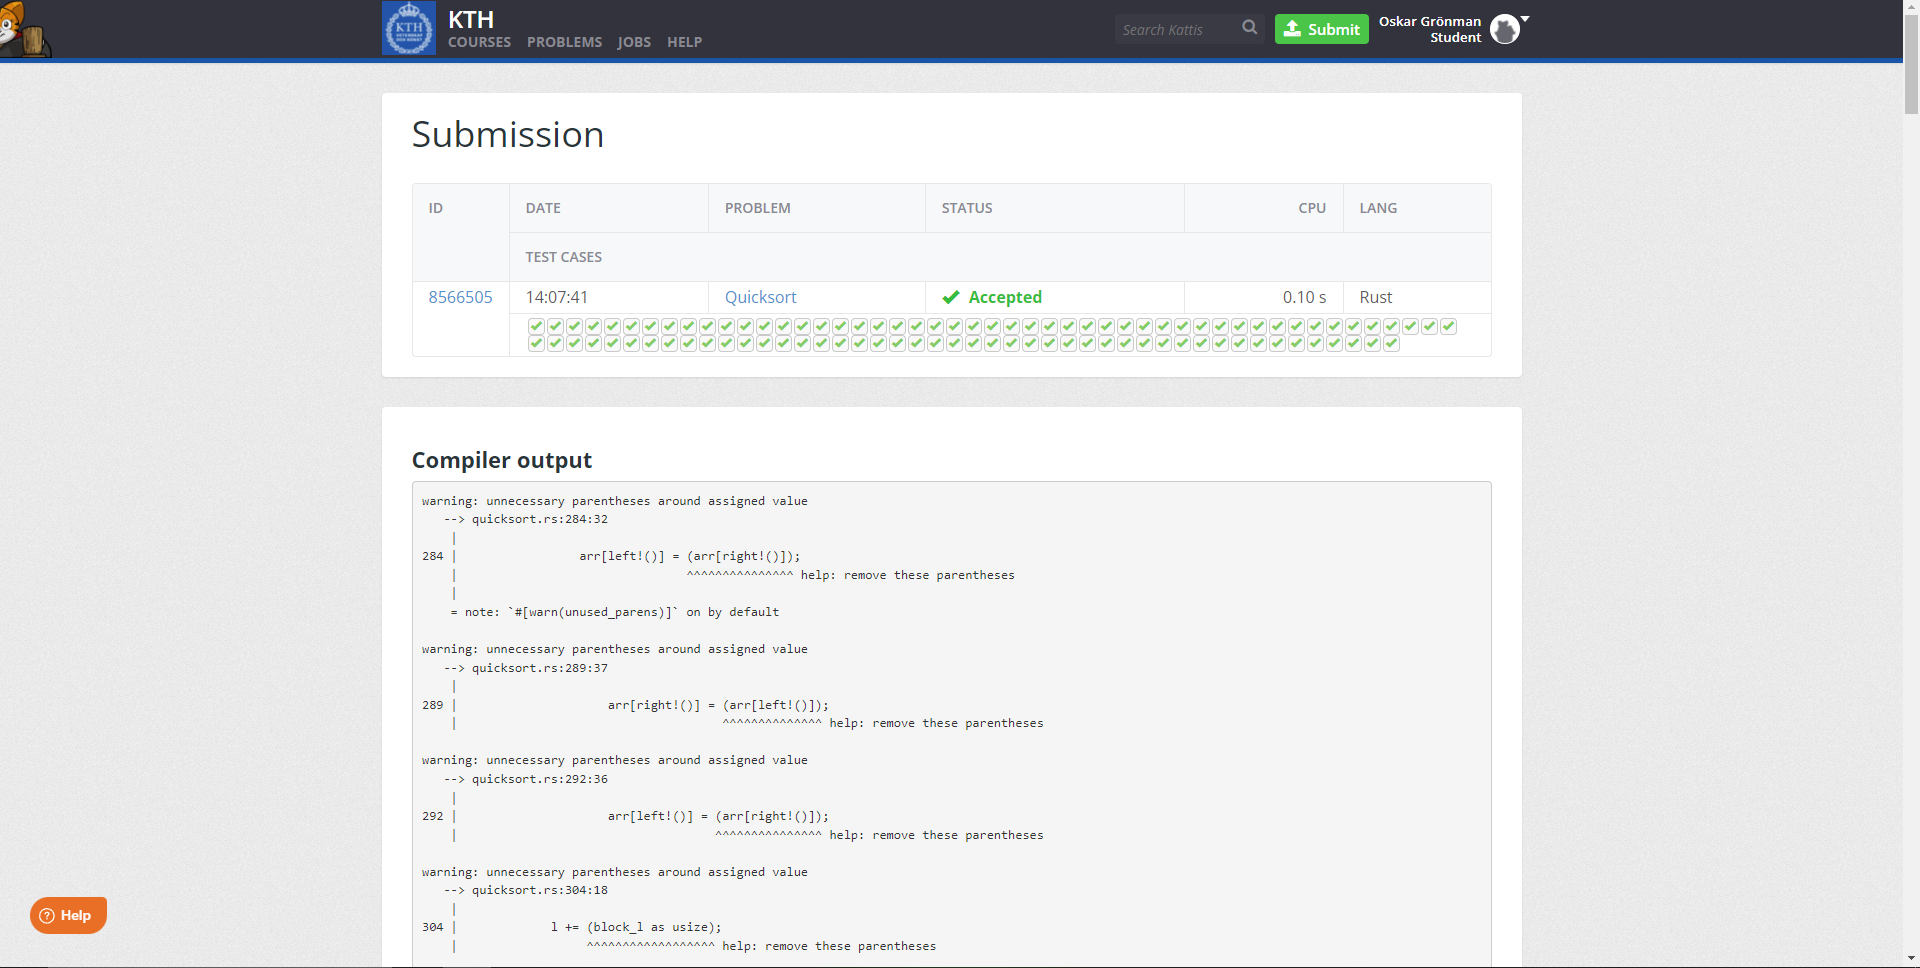 KTH
COURSES PROBLEMS JOBS HELP
Search Kattis
Submit
Oskar Grönman
Student
KTH
Submission
ID DATE PROBLEM STATUS CPU LANG
TEST CASES
8566505 14:07:41 Quicksort Accepted 0.10 s Rust
Compiler output
warning: unnecessary parentheses around assigned value
--> quicksort.rs:284:32
|
284 | arr[left!()] = (arr[right!()]);
| ^^^^^^^^^^^^^^^ help: remove these parentheses
|
= note: `#[warn(unused_parens)]` on by default
warning: unnecessary parentheses around assigned value
--> quicksort.rs:289:37
|
289 | arr[right!()] = (arr[left!()]);
| ^^^^^^^^^^^^^^ help: remove these parentheses
warning: unnecessary parentheses around assigned value
--> quicksort.rs:292:36
|
292 | arr[left!()] = (arr[right!()]);
| ^^^^^^^^^^^^^^^ help: remove these parentheses
warning: unnecessary parentheses around assigned value
--> quicksort.rs:304:18
|
304 | l += (block_l as usize);
| ^^^^^^^^^^^^^^^^^^ help: remove these parentheses
Help